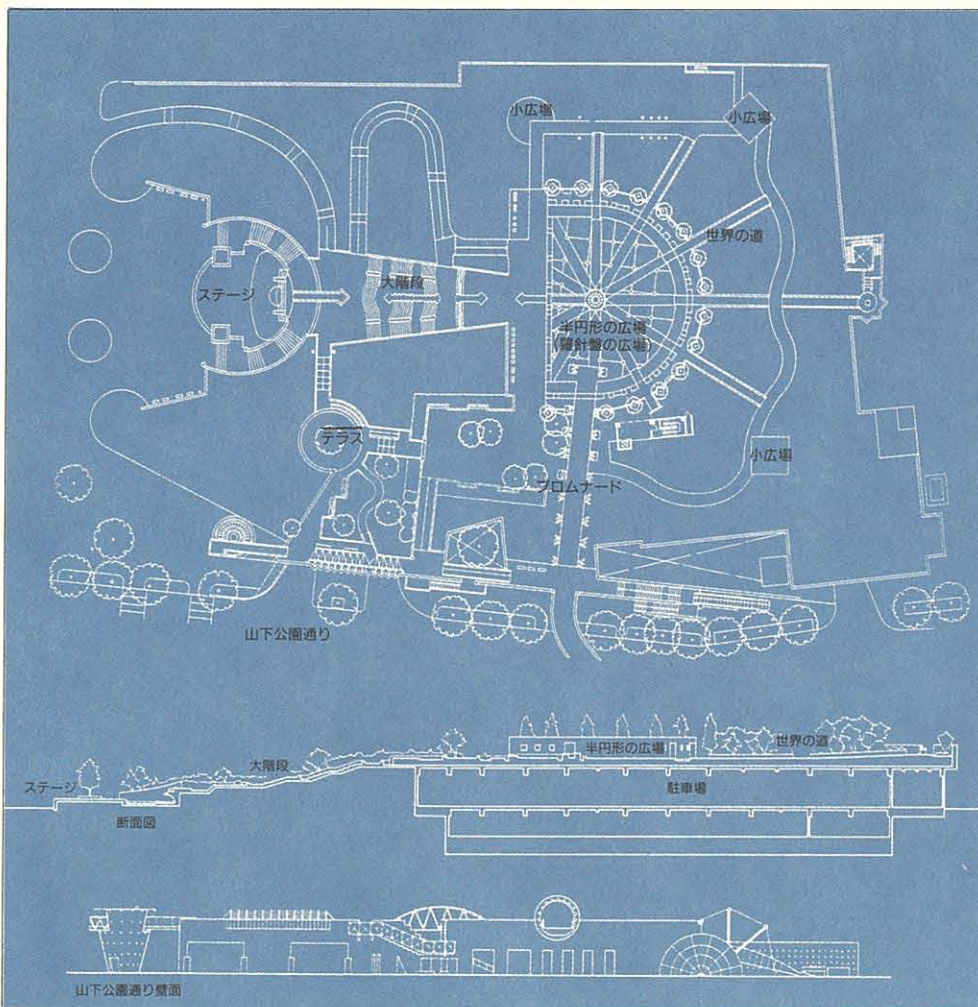 小広場
小広場
世界の道
ステージ
大階段
半円形の広場
(羅針盤の広場)
テラス
小広場
プロムナード
山下公園通り
半円形の広場
世界の道
大階段
ステージ
駐車場
断面図
山下公園通り壁面